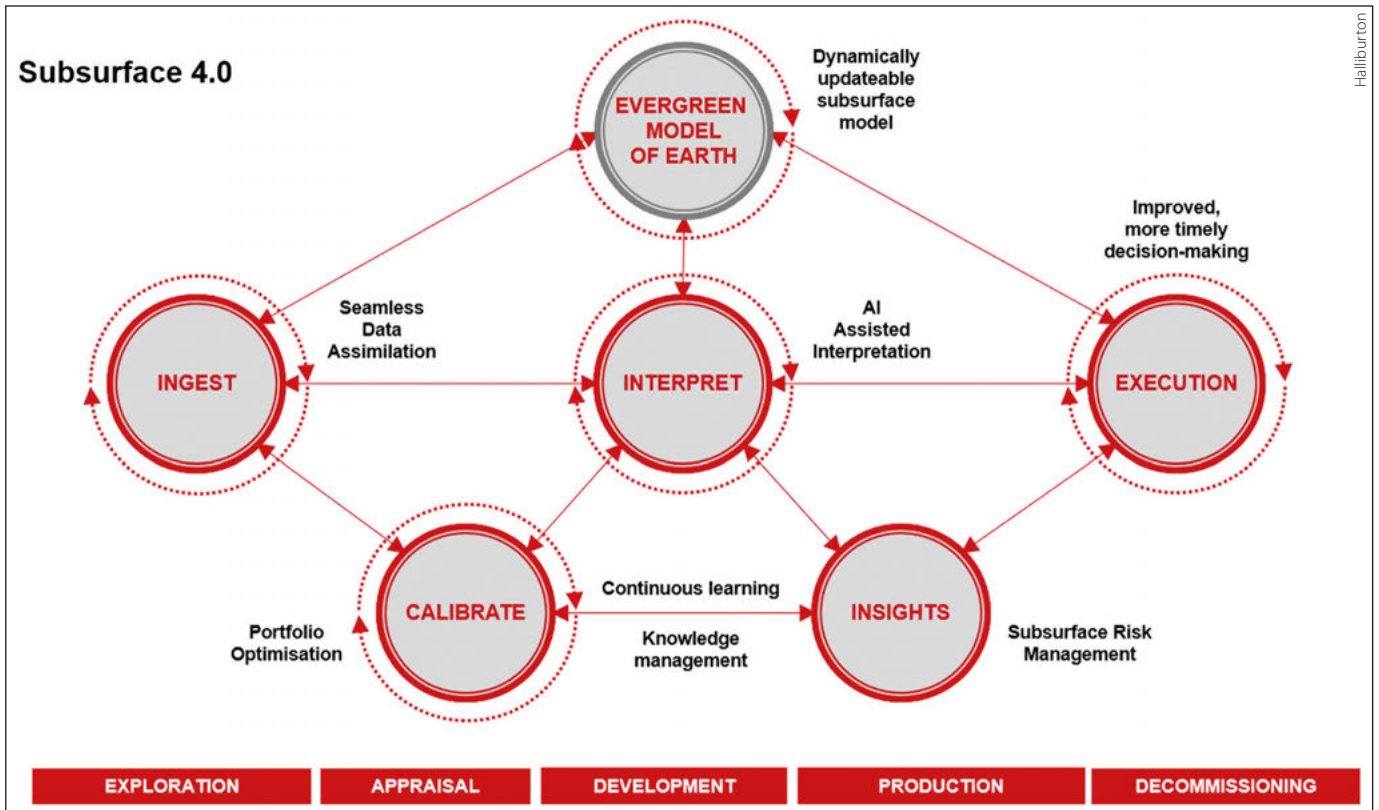 Halliburton
Subsurface 4.0
Dynamically
updateable
subsurface
model
EVERGREEN
MODEL
OF EARTH
Improved,
more timely
decision-making
Seamless
Data
Assimilation
AI
Assisted
Interpretation
INGEST
INTERPRET
EXECUTION
Continuous learning
CALIBRATE
INSIGHTS
Portfolio
Optimisation
Knowledge
management
Subsurface Risk
Management
EXPLORATION
APPRAISAL
DEVELOPMENT
PRODUCTION
DECOMMISSIONING